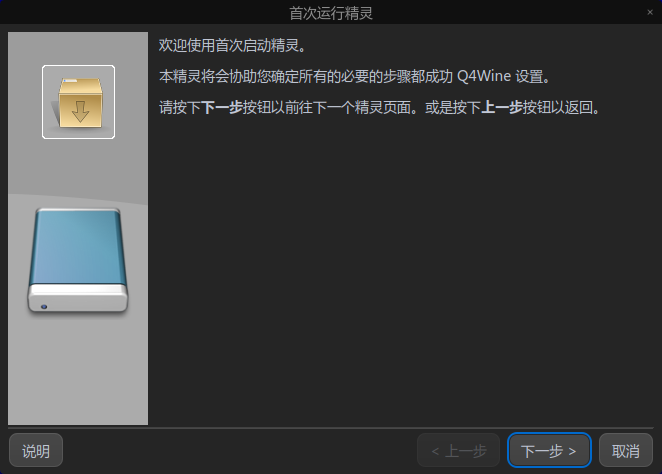 首次运行精灵
×
欢迎使用首次启动精灵。
本精灵将会协助您确定所有的必要的步骤都成功 Q4Wine 设置。
请按下下一步按钮以前往下一个精灵页面。或是按下上一步按钮以返回。
说明
< 上一步
下一步 >
取消